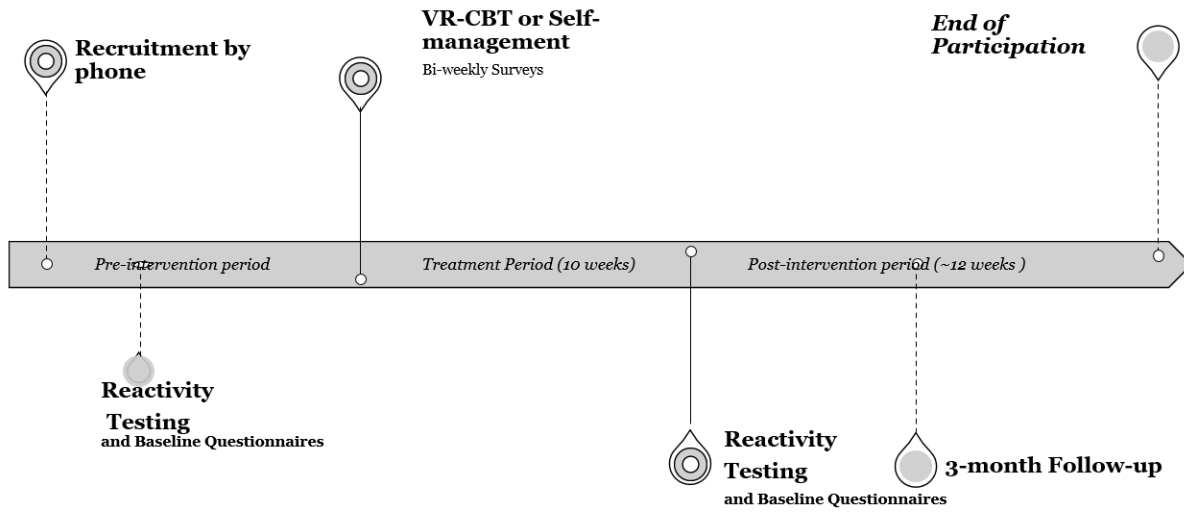 Recruitment by
phone
VR-CBT or Self-
management
Bi-weekly Surveys
End of
Participation
Pre-intervention period
Treatment Period (10 weeks)
Post-intervention period (~12 weeks )
Reactivity
Testing
and Baseline Questionnaires
Reactivity
Testing
and Baseline Questionnaires
3-month Follow-up